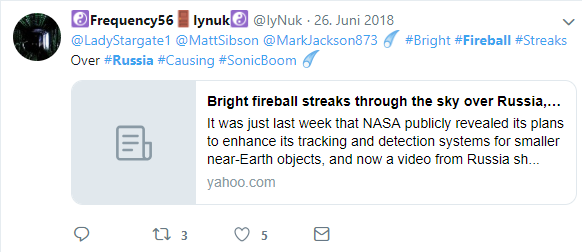 Frequency56 lynuk @IyNuk · 26. Juni 2018
@LadyStargate1 @MattSibson @MarkJackson873 #Bright #Fireball #Streaks
Over #Russia #Causing #SonicBoom
Bright fireball streaks through the sky over Russia,...
It was just last week that NASA publicly revealed its plans
to enhance its tracking and detection systems for smaller
near-Earth objects, and now a video from Russia sh...
yahoo.com
3 5